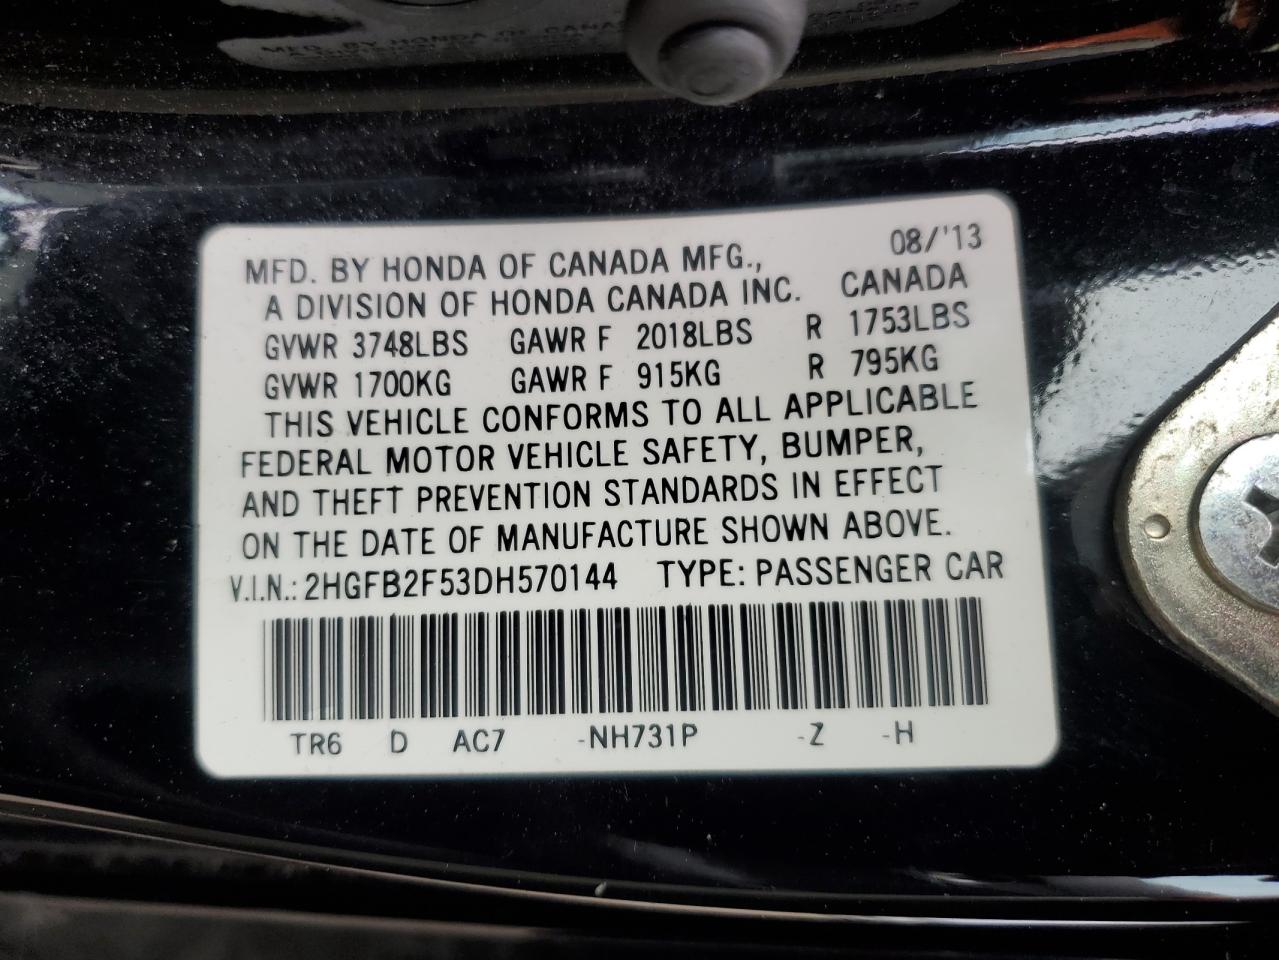 MFD. BY HONDA OF CANADA MFG., 08/'13
A DIVISION OF HONDA CANADA INC. CANADA
GVWR 3748LBS GAWR F 2018LBS R 1753LBS
GVWR 1700KG GAWR F 915KG R 795KG
THIS VEHICLE CONFORMS TO ALL APPLICABLE
FEDERAL MOTOR VEHICLE SAFETY, BUMPER,
AND THEFT PREVENTION STANDARDS IN EFFECT
ON THE DATE OF MANUFACTURE SHOWN ABOVE.
V.I.N.: 2HGFB2F53DH570144 TYPE: PASSENGER CAR
TR6 D AC7 -NH731P -Z -H